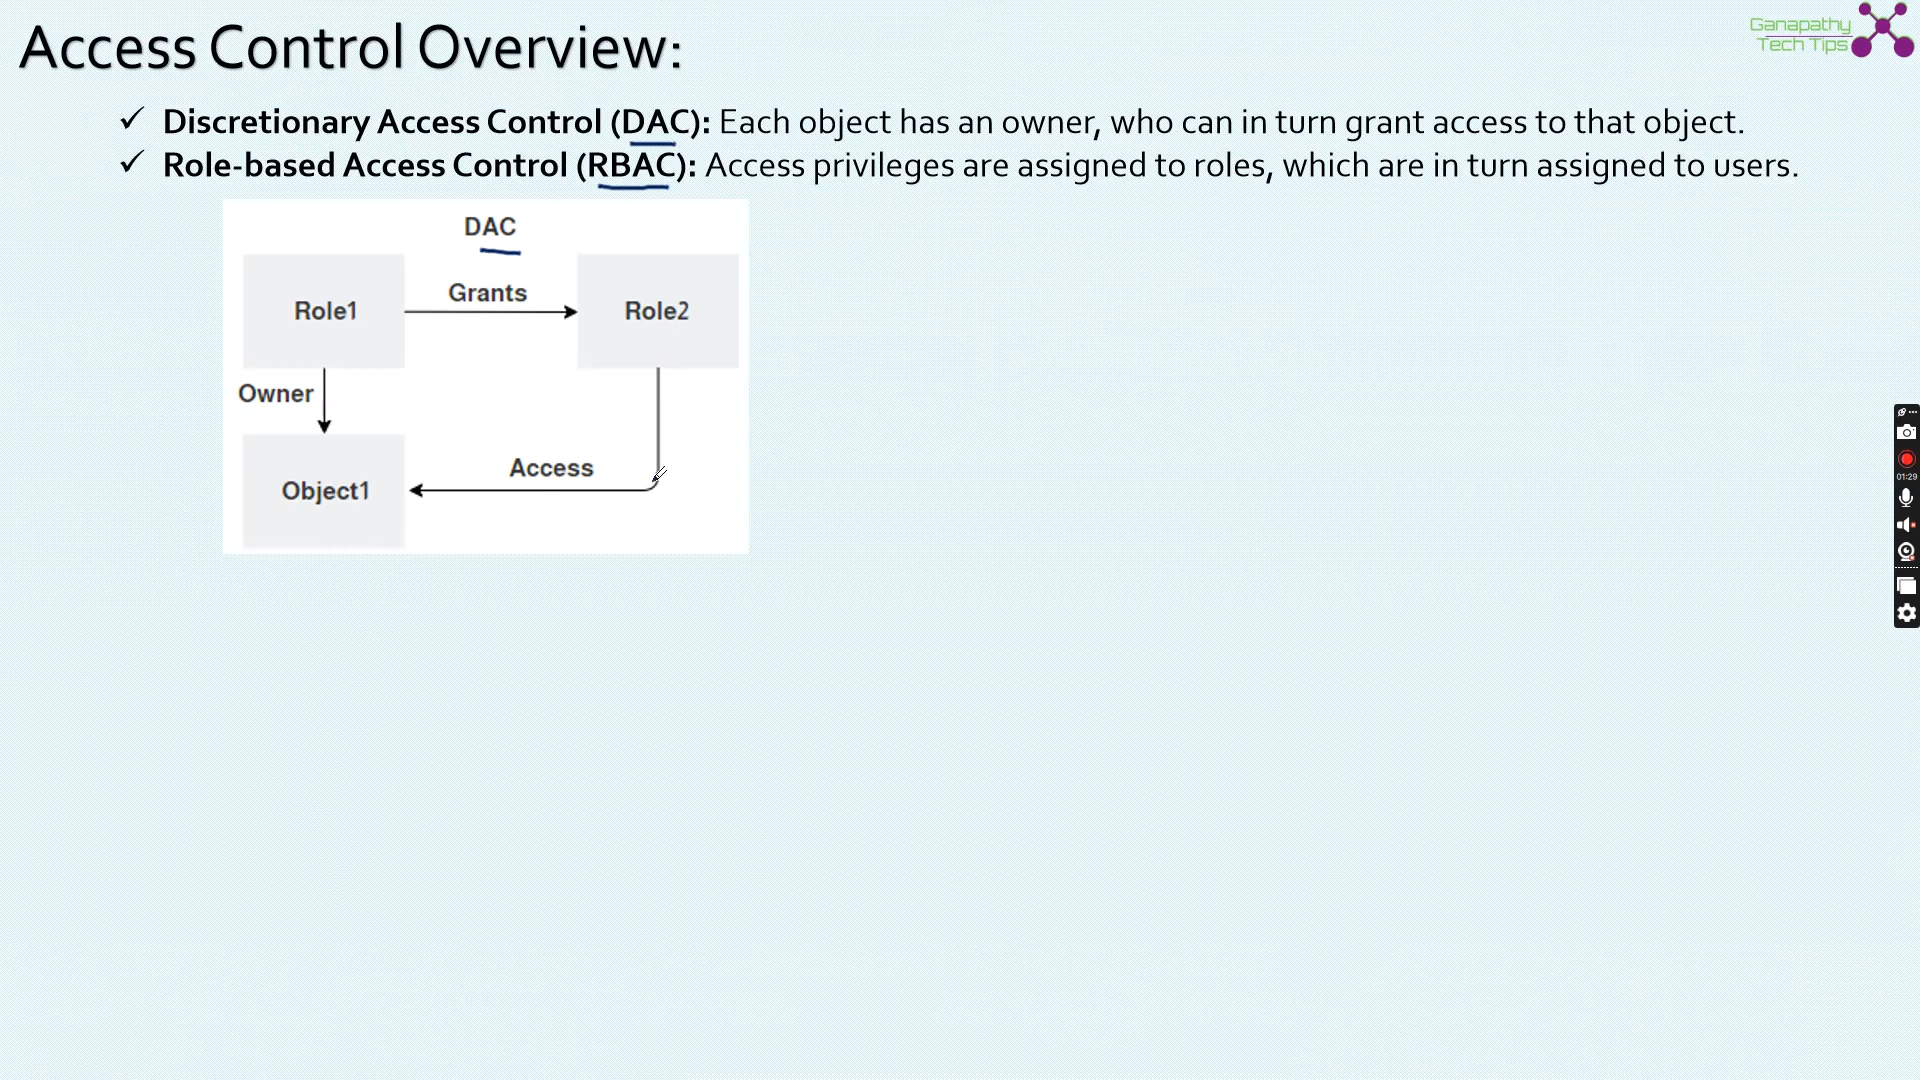 Access Control Overview:
Ganapathy
Tech Tips
✓ Discretionary Access Control (DAC): Each object has an owner, who can in turn grant access to that object.
✓ Role-based Access Control (RBAC): Access privileges are assigned to roles, which are in turn assigned to users.
DAC
Role1
Grants
Role2
Owner
Access
Object1
01:29